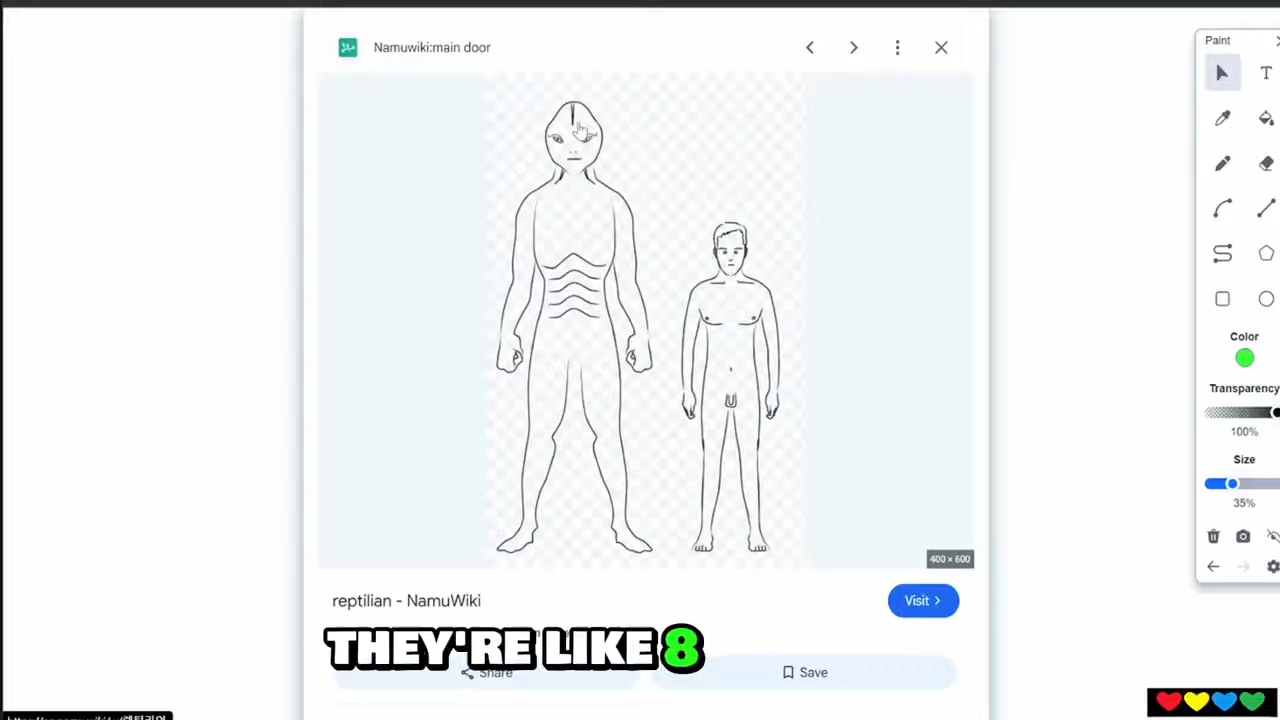 Namuwiki:main door
Paint
T
Color
Transparency
100%
Size
35%
400 × 600
reptilian - NamuWiki
Visit
THEY'RE LIKE 8
Share
Save